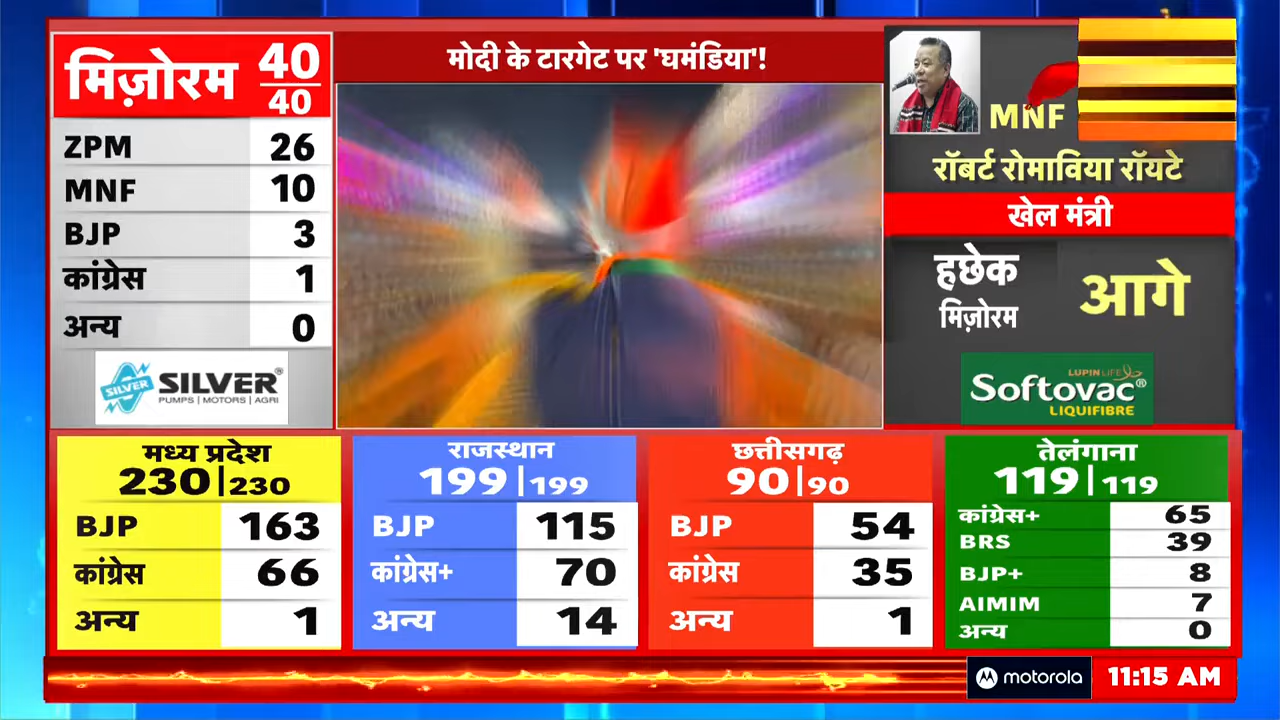 मिज़ोरम 40
40
ZPM 26
MNF 10
BJP 3
कांग्रेस 1
अन्य 0
SILVER
SILVER®
PUMPS | MOTORS | AGRI
मोदी के टारगेट पर 'घमंडिया'!
MNF
रॉबर्ट रोमाविया रॉयटे
खेल मंत्री
हछेक
मिज़ोरम
आगे
LUPIN LIFE
Softovac®
LIQUIFIBRE
मध्य प्रदेश
230|230
BJP 163
कांग्रेस 66
अन्य 1
राजस्थान
199|199
BJP 115
कांग्रेस+ 70
अन्य 14
छत्तीसगढ़
90|90
BJP 54
कांग्रेस 35
अन्य 1
तेलंगाना
119|119
कांग्रेस+ 65
BRS 39
BJP+ 8
AIMIM 7
अन्य 0
motorola 11:15 AM